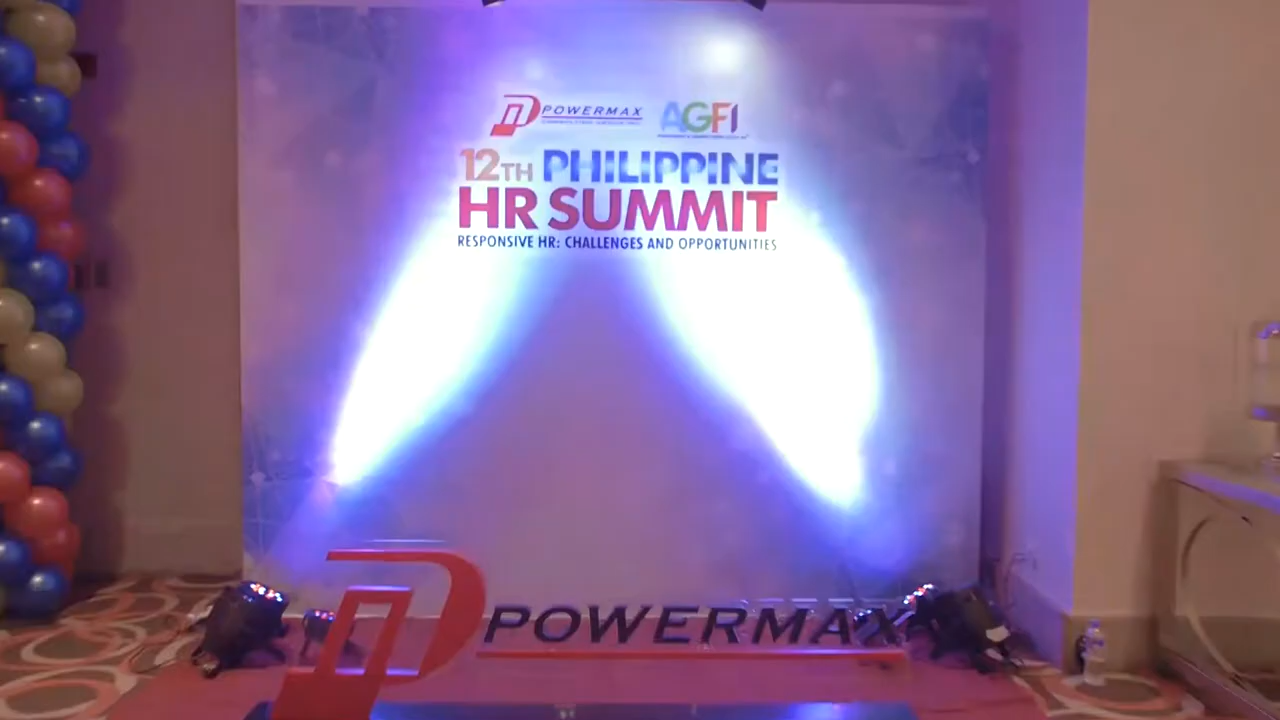 POWERMAX
AGFI
12TH PHILIPPINE
HR SUMMIT
RESPONSIVE HR: CHALLENGES AND OPPORTUNITIES
POWERMAX